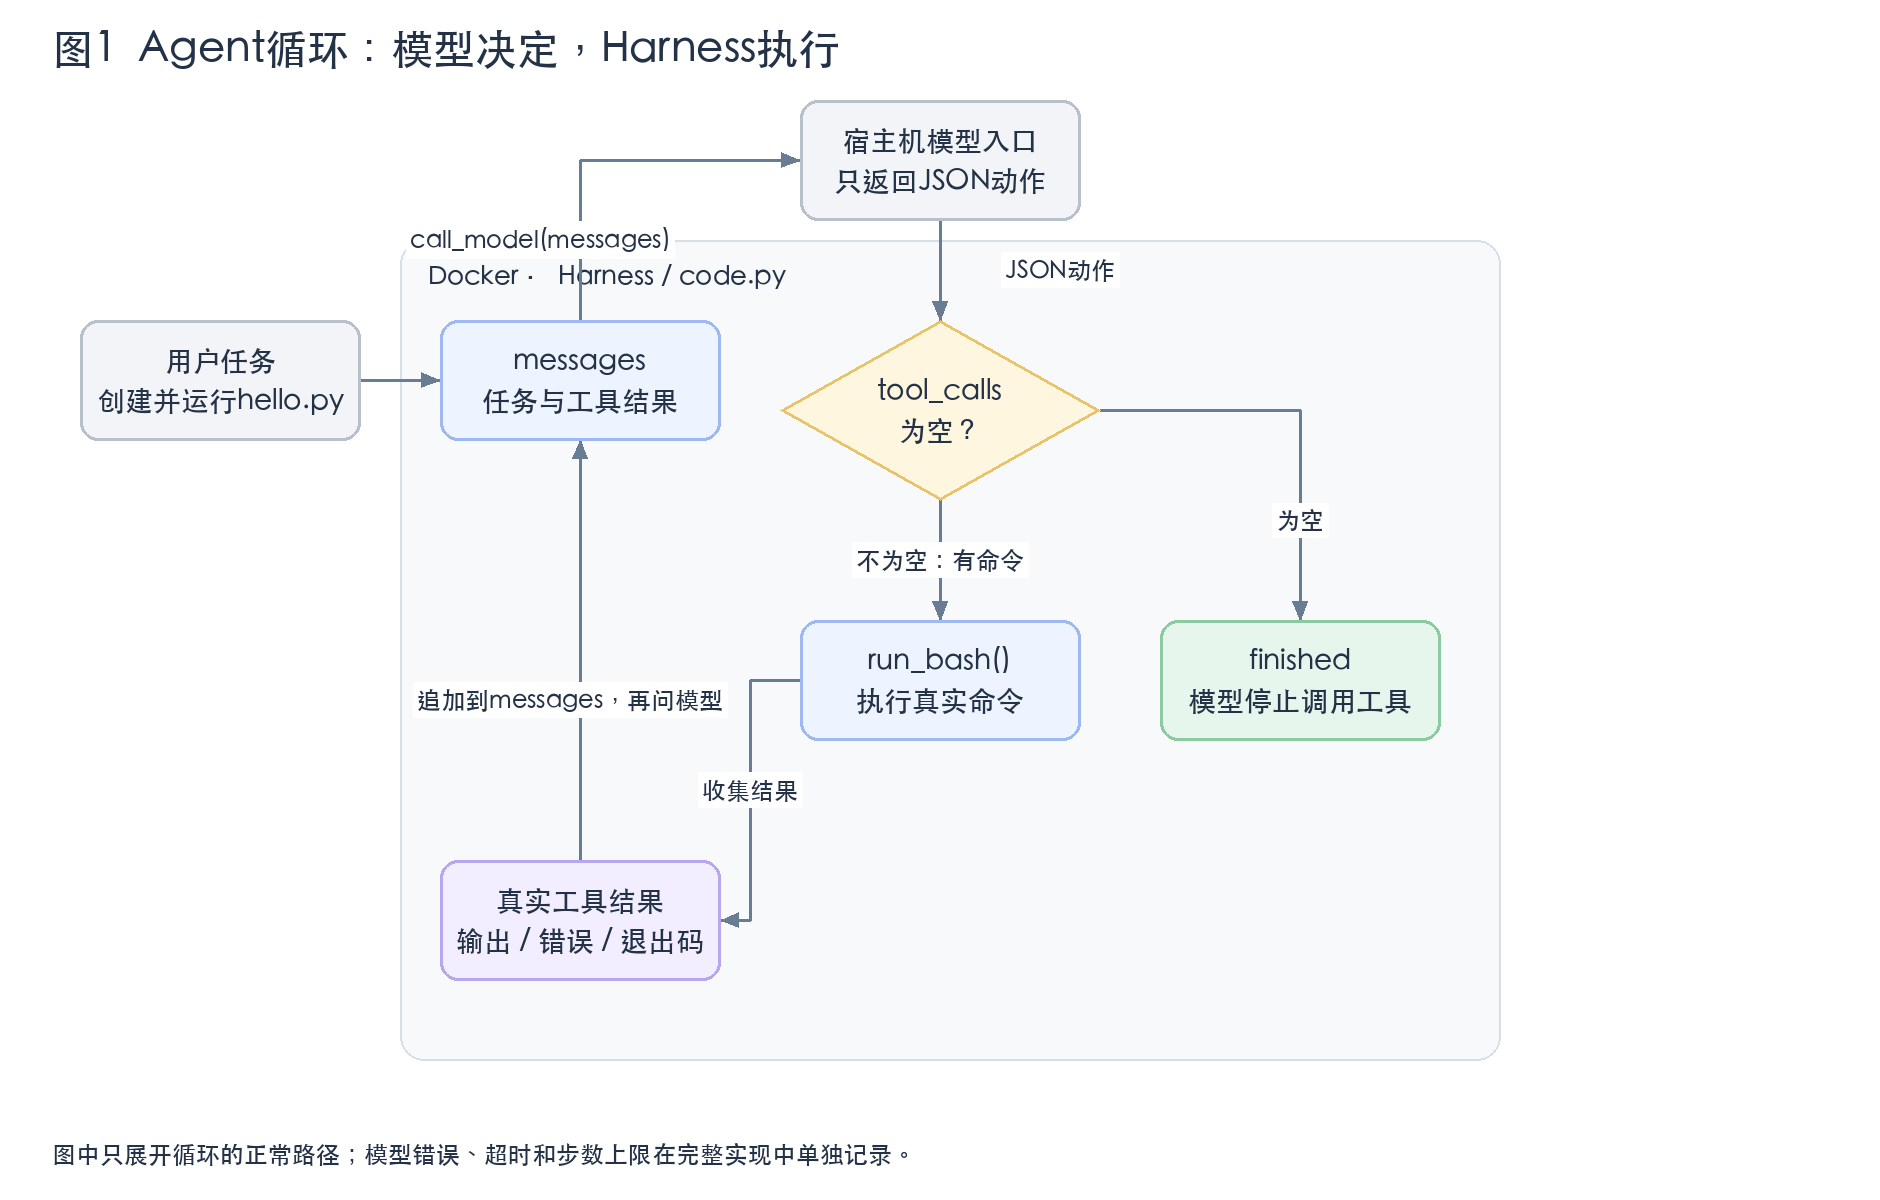 图1 Agent循环：模型决定，Harness执行
宿主机模型入口
只返回JSON动作
call_model(messages)
Docker · Harness / code.py
JSON动作
用户任务
创建并运行hello.py
messages
任务与工具结果
tool_calls
为空？
为空
不为空：有命令
run_bash()
执行真实命令
finished
模型停止调用工具
追加到messages，再问模型
收集结果
真实工具结果
输出 / 错误 / 退出码
图中只展开循环的正常路径；模型错误、超时和步数上限在完整实现中单独记录。